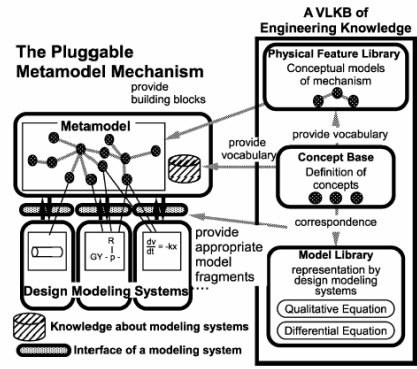 A VLKB of
Engineering Knowledge
The Pluggable
Metamodel Mechanism
provide
building blocks
Metamodel
provide
vocabulary
Physical Feature Library
Conceptual models
of mechanism
provide vocabulary
Concept Base
Definition of
concepts
correspondence
provide
appropriate
model
fragments
R
I
GY - p -
dv
dt = -kx
Design Modeling Systems
Model Library
representation by
design modeling
systems
Qualitative Equation
Differential Equation
Knowledge about modeling systems
Interface of a modeling system